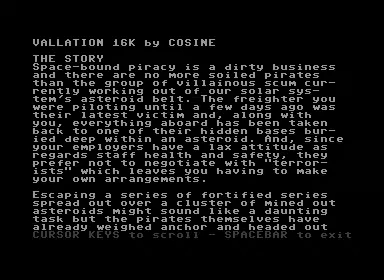 VALLATION 16K by COSINE
THE STORY
Space-bound piracy is a dirty business
and there are no more soiled pirates
than the group of villainous scum cur-
rently working out of our solar sys-
tem's asteroid belt. The freighter you
were piloting until a few days ago was
their latest victim and, along with
you, everything aboard has been taken
back to one of their hidden bases bur-
ied deep within an asteroid. And, since
your employers have a lax attitude as
regards staff health and safety, they
prefer not to negotiate with "terror-
ists" which leaves you having to make
your own arrangements.
Escaping a series of fortified series
spread out over a cluster of mined out
asteroids might sound like a daunting
task but the pirates themselves have
already weighed anchor and headed out
CURSOR KEYS to scroll - SPACEBAR to exit